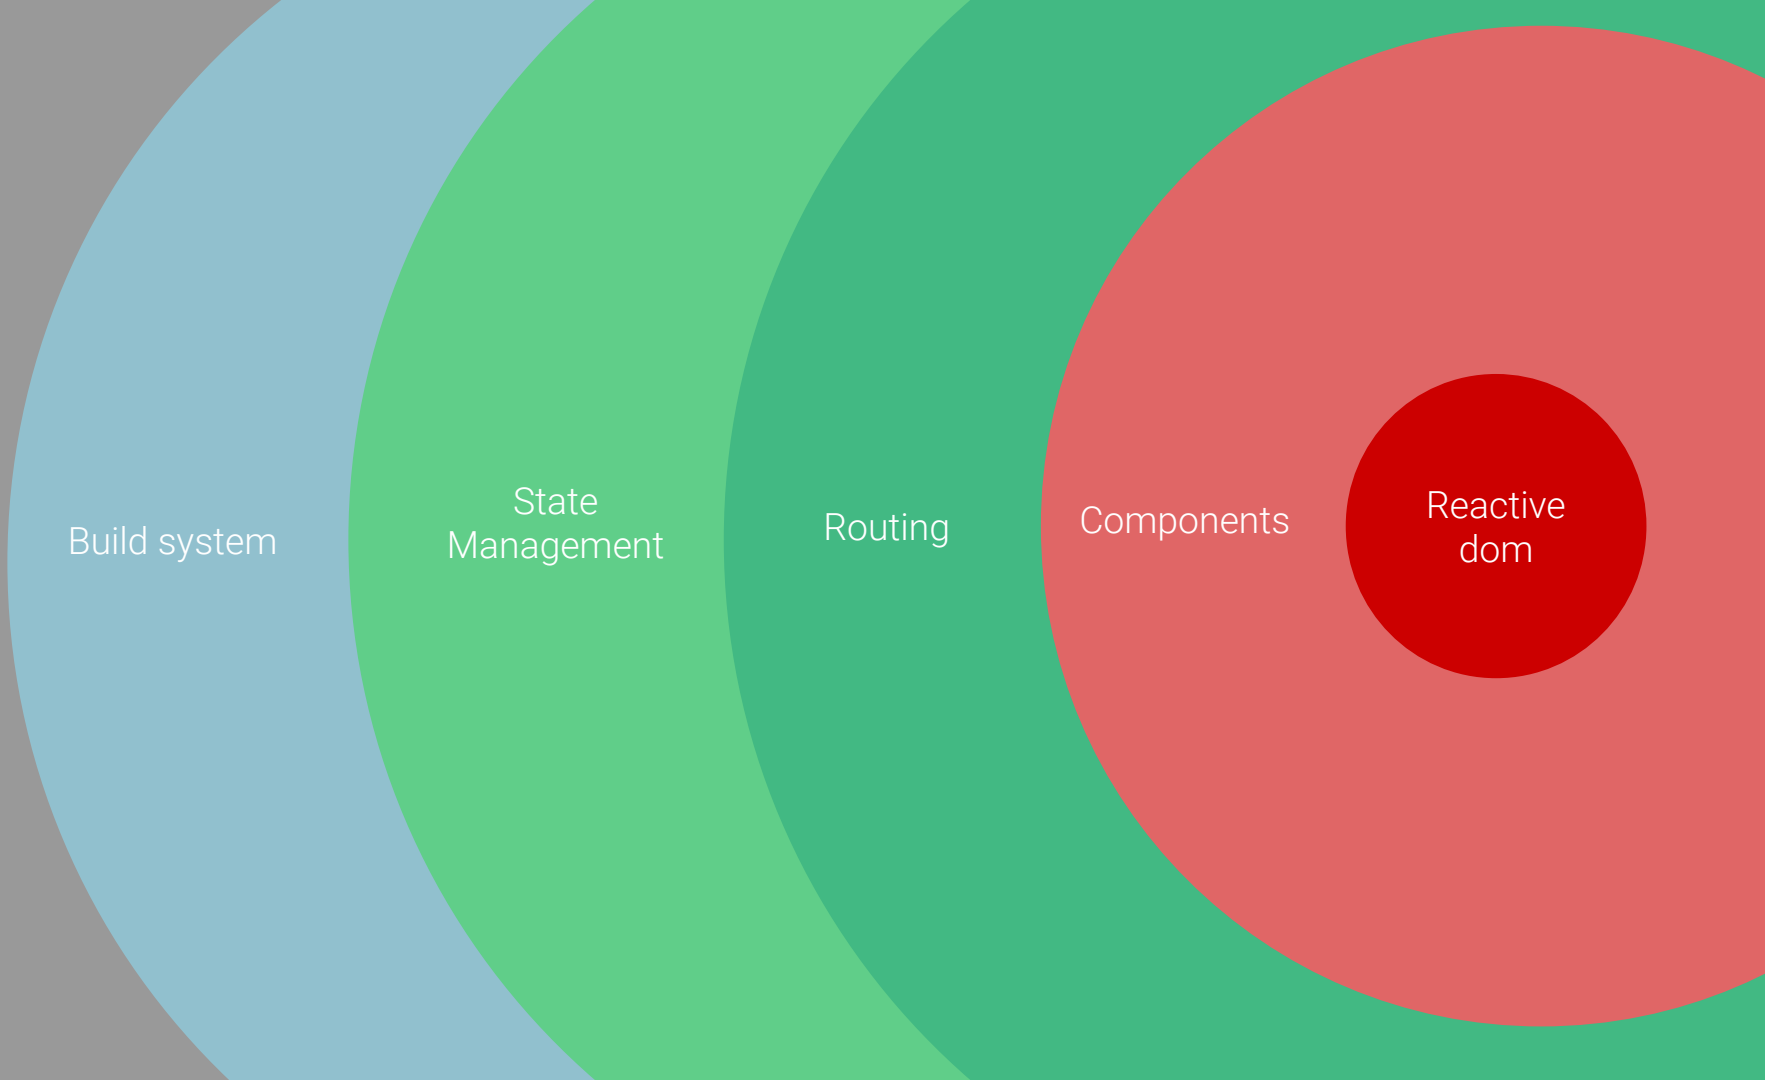 Build system
State
Management
Routing
Components
Reactive
dom